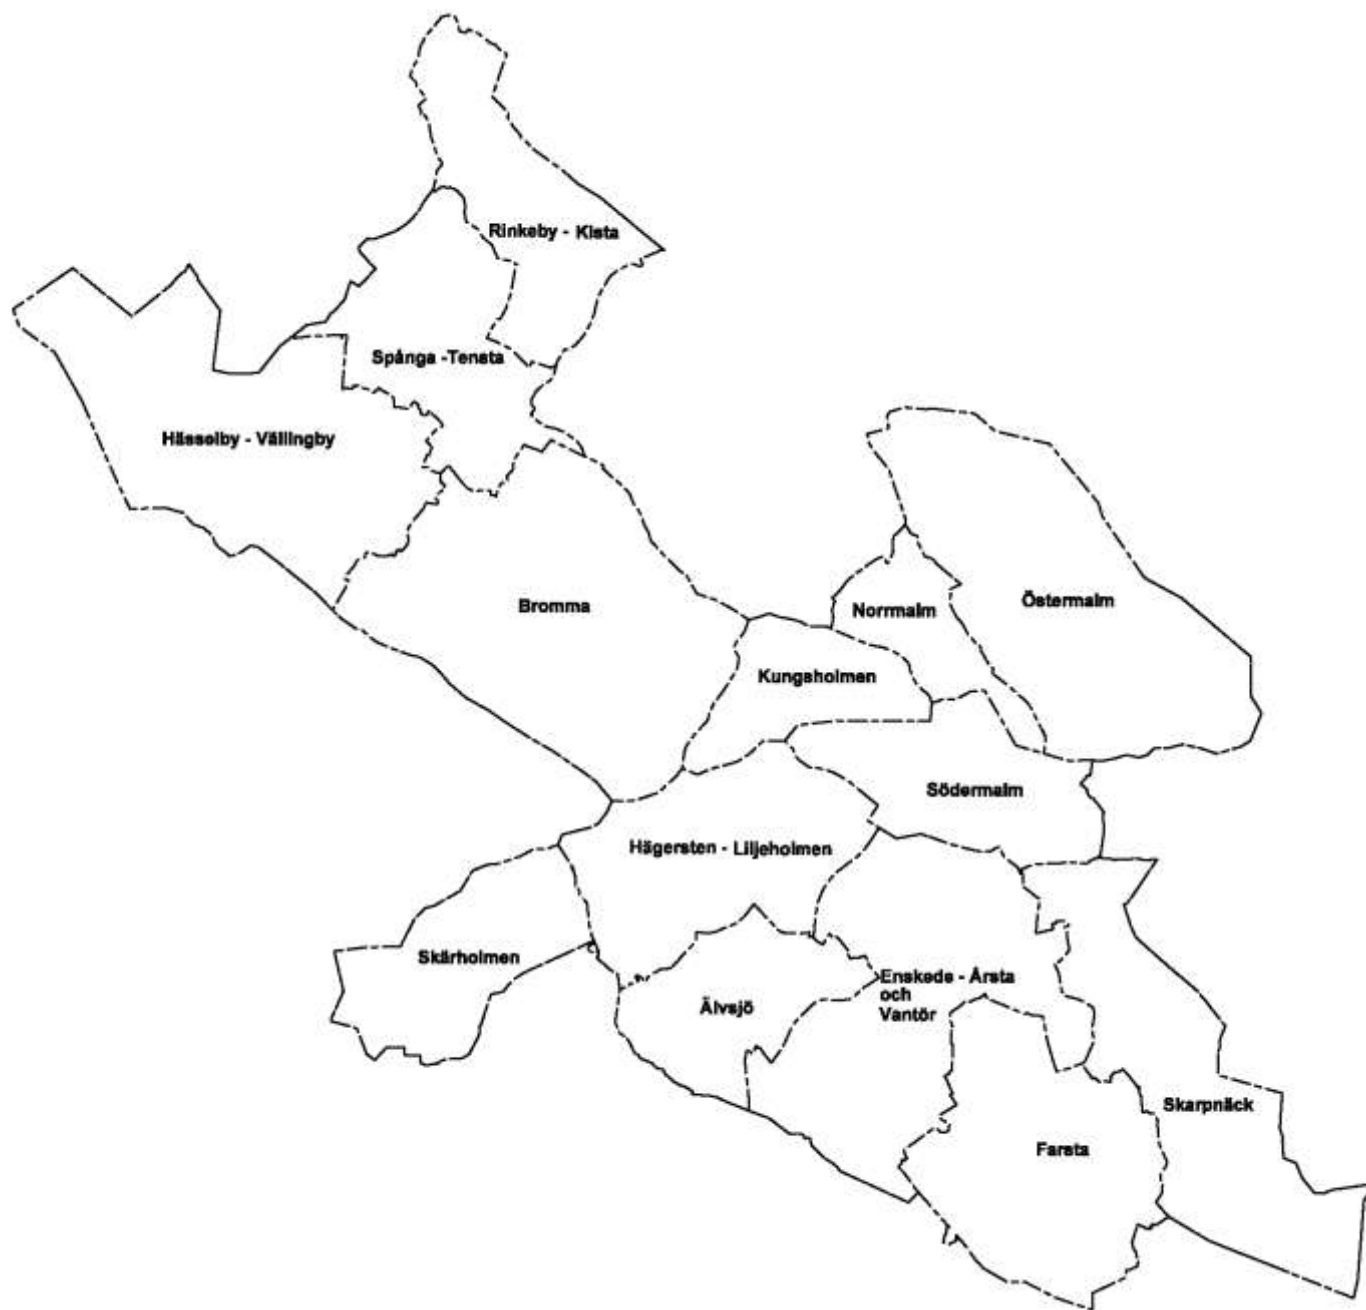 Rinkeby - Kista
Spånga -Tensta
Hässelby - Vällingby
Bromma
Norrmalm
Östermalm
Kungsholmen
Södermalm
Hägersten - Liljeholmen
Skärholmen
Älvsjö
Enskede - Årsta
och
Vantör
Skarpnäck
Farsta